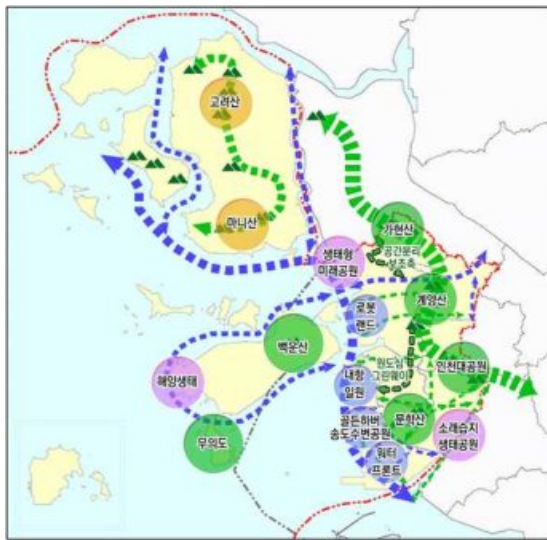 고려산
마니산
가현산
생태형
미래공원
공간분리
녹조축
계양산
로봇
랜드
백운산
해양생태
원도심
그린웨이
인천대공원
내항
일원
골든하버
송도수변공원
문학산
소래습지
생태공원
무의도
워터
프론트